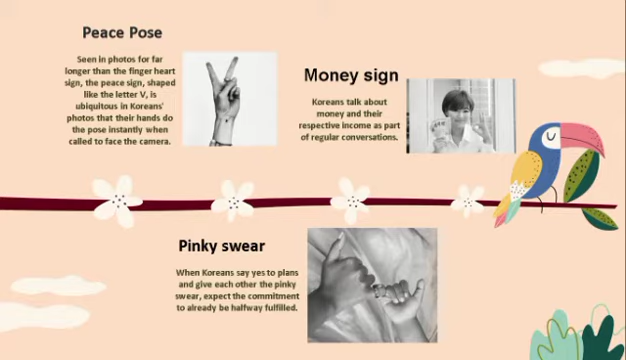 Peace Pose
Seen in photos for far
longer than the finger heart
sign, the peace sign, shaped
like the letter V, is
ubiquitous in Koreans'
photos that their hands do
the pose instantly when
called to face the camera.
Money sign
Koreans talk about
money and their
respective income as part
of regular conversations.
Pinky swear
When Koreans say yes to plans
and give each other the pinky
swear, expect the commitment
to already be halfway fulfilled.